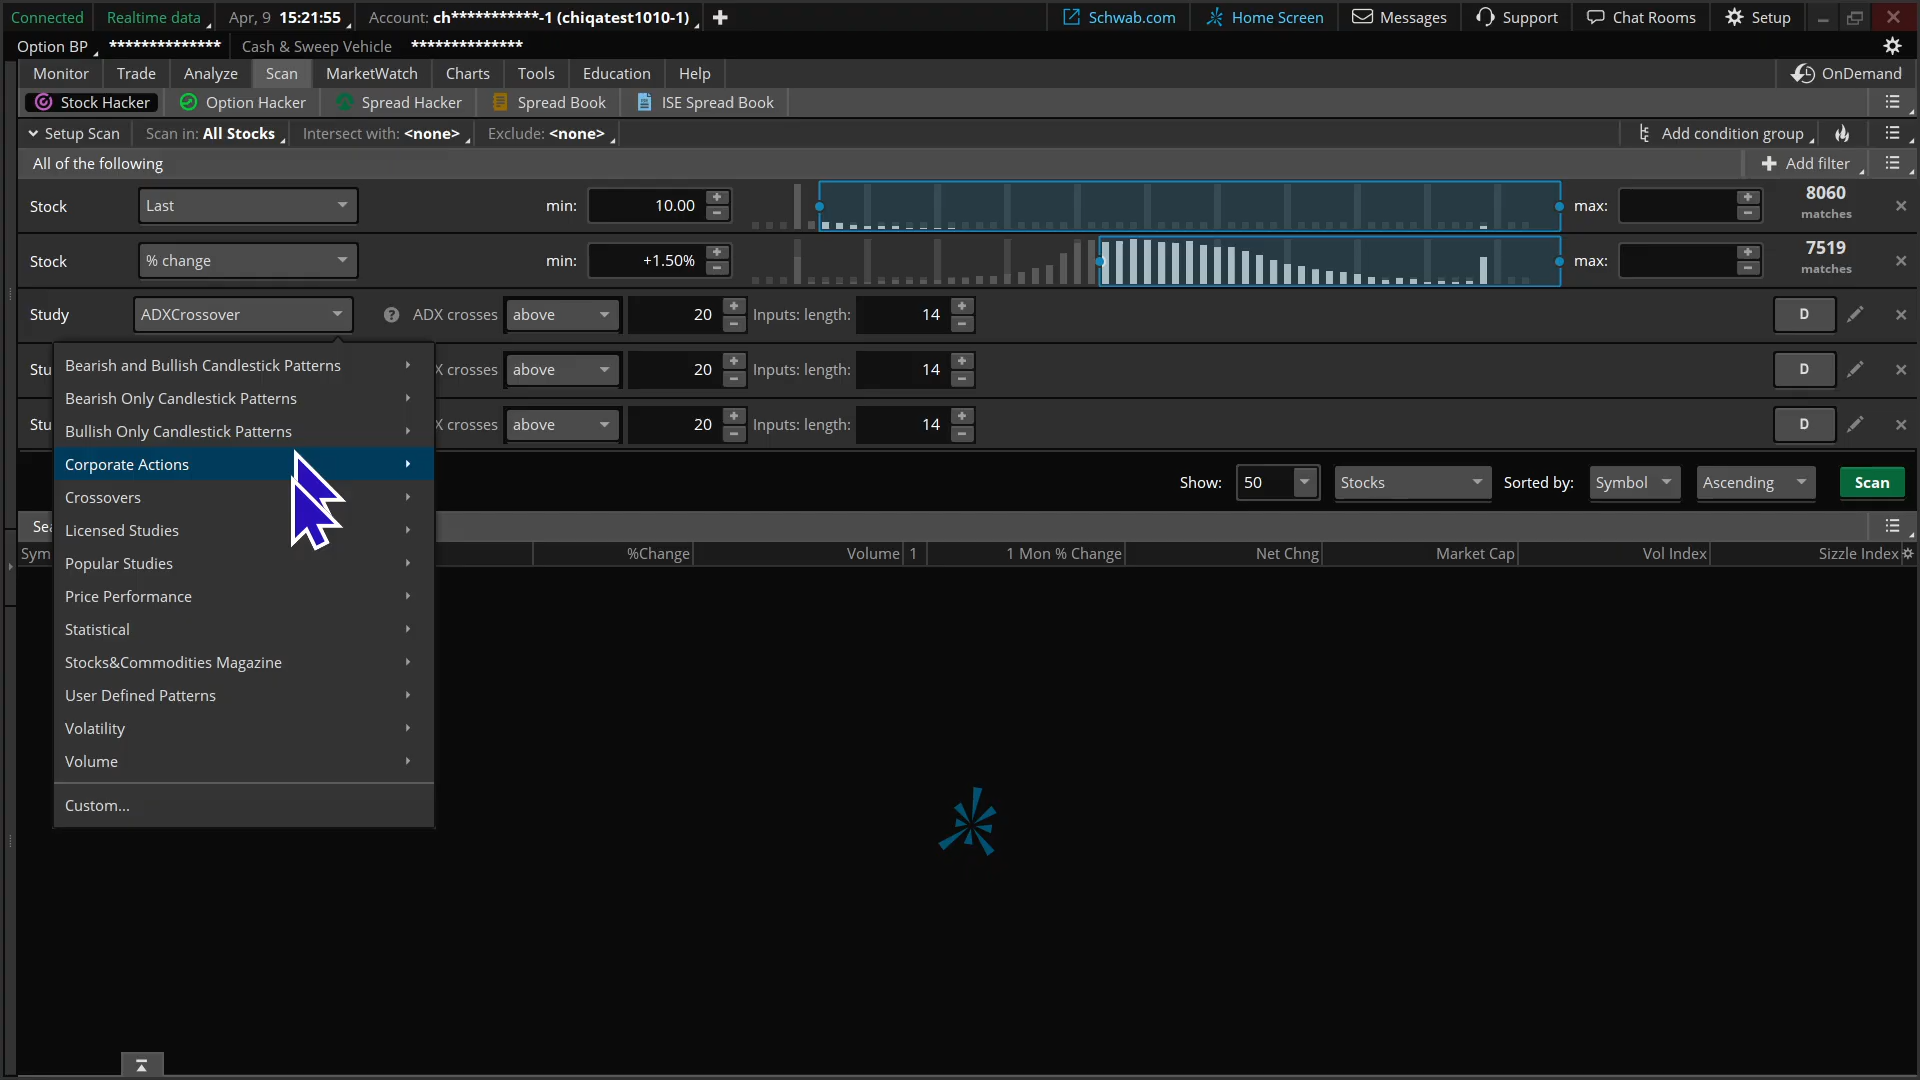 Connected Realtime data Apr, 9 15:21:55 Account: ch***********-1 (chiqatest1010-1) Schwab.com Home Screen Messages Support Chat Rooms Setup
Option BP ************** Cash & Sweep Vehicle **************
Monitor Trade Analyze Scan MarketWatch Charts Tools Education Help OnDemand
Stock Hacker Option Hacker Spread Hacker Spread Book ISE Spread Book
Setup Scan Scan in: All Stocks Intersect with: <none> Exclude: <none> Add condition group
All of the following Add filter
Stock Last min: 10.00 max: 8060 matches
Stock % change min: +1.50% max: 7519 matches
Study ADXCrossover ADX crosses above 20 Inputs: length: 14 D
Bearish and Bullish Candlestick Patterns
Stu X crosses above 20 Inputs: length: 14 D
Bearish Only Candlestick Patterns
Stu X crosses above 20 Inputs: length: 14 D
Bullish Only Candlestick Patterns
Corporate Actions
Show: 50 Stocks Sorted by: Symbol Ascending Scan
Crossovers
Sea
Licensed Studies
Sym %Change Volume 1 1 Mon % Change Net Chng Market Cap Vol Index Sizzle Index
Popular Studies
Price Performance
Statistical
Stocks&Commodities Magazine
User Defined Patterns
Volatility
Volume
Custom...